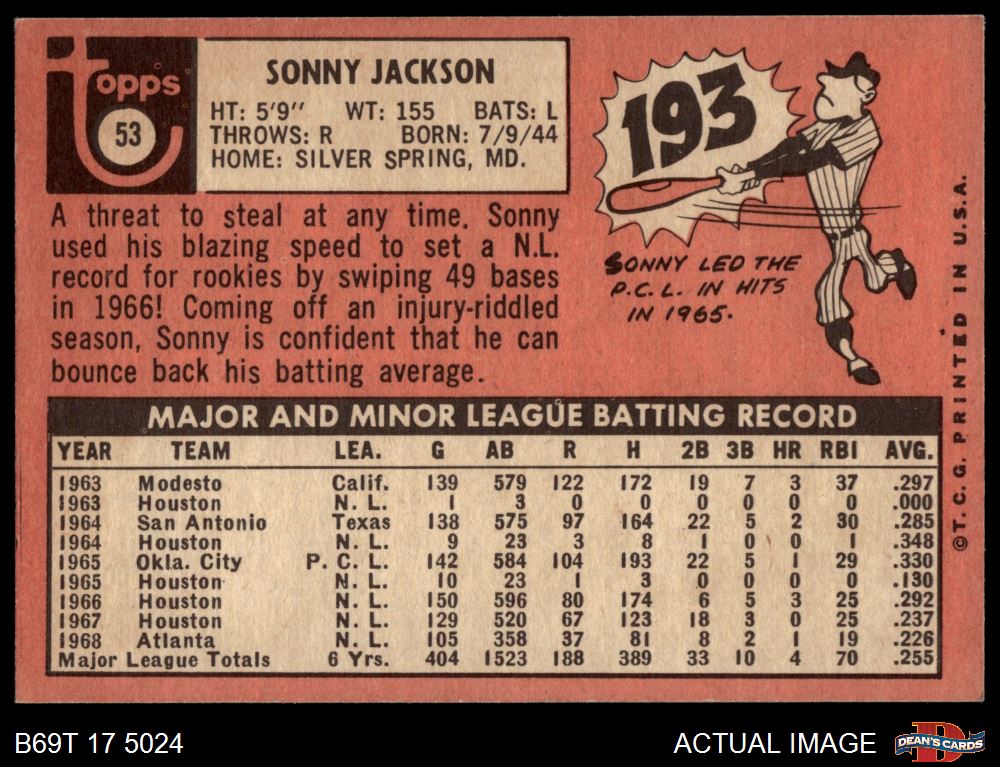 Topps
53
SONNY JACKSON
HT: 5'9" WT: 155 BATS: L
THROWS: R BORN: 7/9/44
HOME: SILVER SPRING, MD.
A threat to steal at any time, Sonny
used his blazing speed to set a N.L.
record for rookies by swiping 49 bases
in 1966! Coming off an injury-riddled
season, Sonny is confident that he can
bounce back his batting average.
193
SONNY LED THE
P.C.L. IN HITS
IN 1965.
©T.C.G. PRINTED IN U.S.A.
MAJOR AND MINOR LEAGUE BATTING RECORD
YEAR TEAM LEA. G AB R H 2B 3B HR RBI AVG.
1963 Modesto Calif. 139 579 122 172 19 7 3 37 .297
1963 Houston N. L. 1 3 0 0 0 0 0 0 .000
1964 San Antonio Texas 138 575 97 164 22 5 2 30 .285
1964 Houston N. L. 9 23 3 8 1 0 0 1 .348
1965 Okla. City P. C. L. 142 584 104 193 22 5 1 29 .330
1965 Houston N. L. 10 23 1 3 0 0 0 0 .130
1966 Houston N. L. 150 596 80 174 6 5 3 25 .292
1967 Houston N. L. 129 520 67 123 18 3 0 25 .237
1968 Atlanta N. L. 105 358 37 81 8 2 1 19 .226
Major League Totals 6 Yrs. 404 1523 188 389 33 10 4 70 .255
B69T 17 5024
ACTUAL IMAGE
D
DEAN'S CARDS